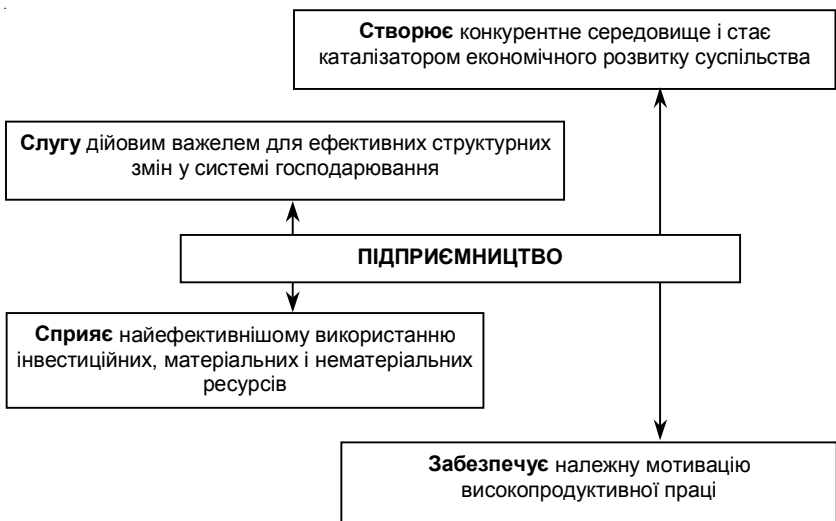 Створює конкурентне середовище і стає
каталізатором економічного розвитку суспільства
Слугу дійовим важелем для ефективних структурних
змін у системі господарювання
ПІДПРИЄМНИЦТВО
Сприяє найефективнішому використанню
інвестиційних, матеріальних і нематеріальних
ресурсів
Забезпечує належну мотивацію
високопродуктивної праці